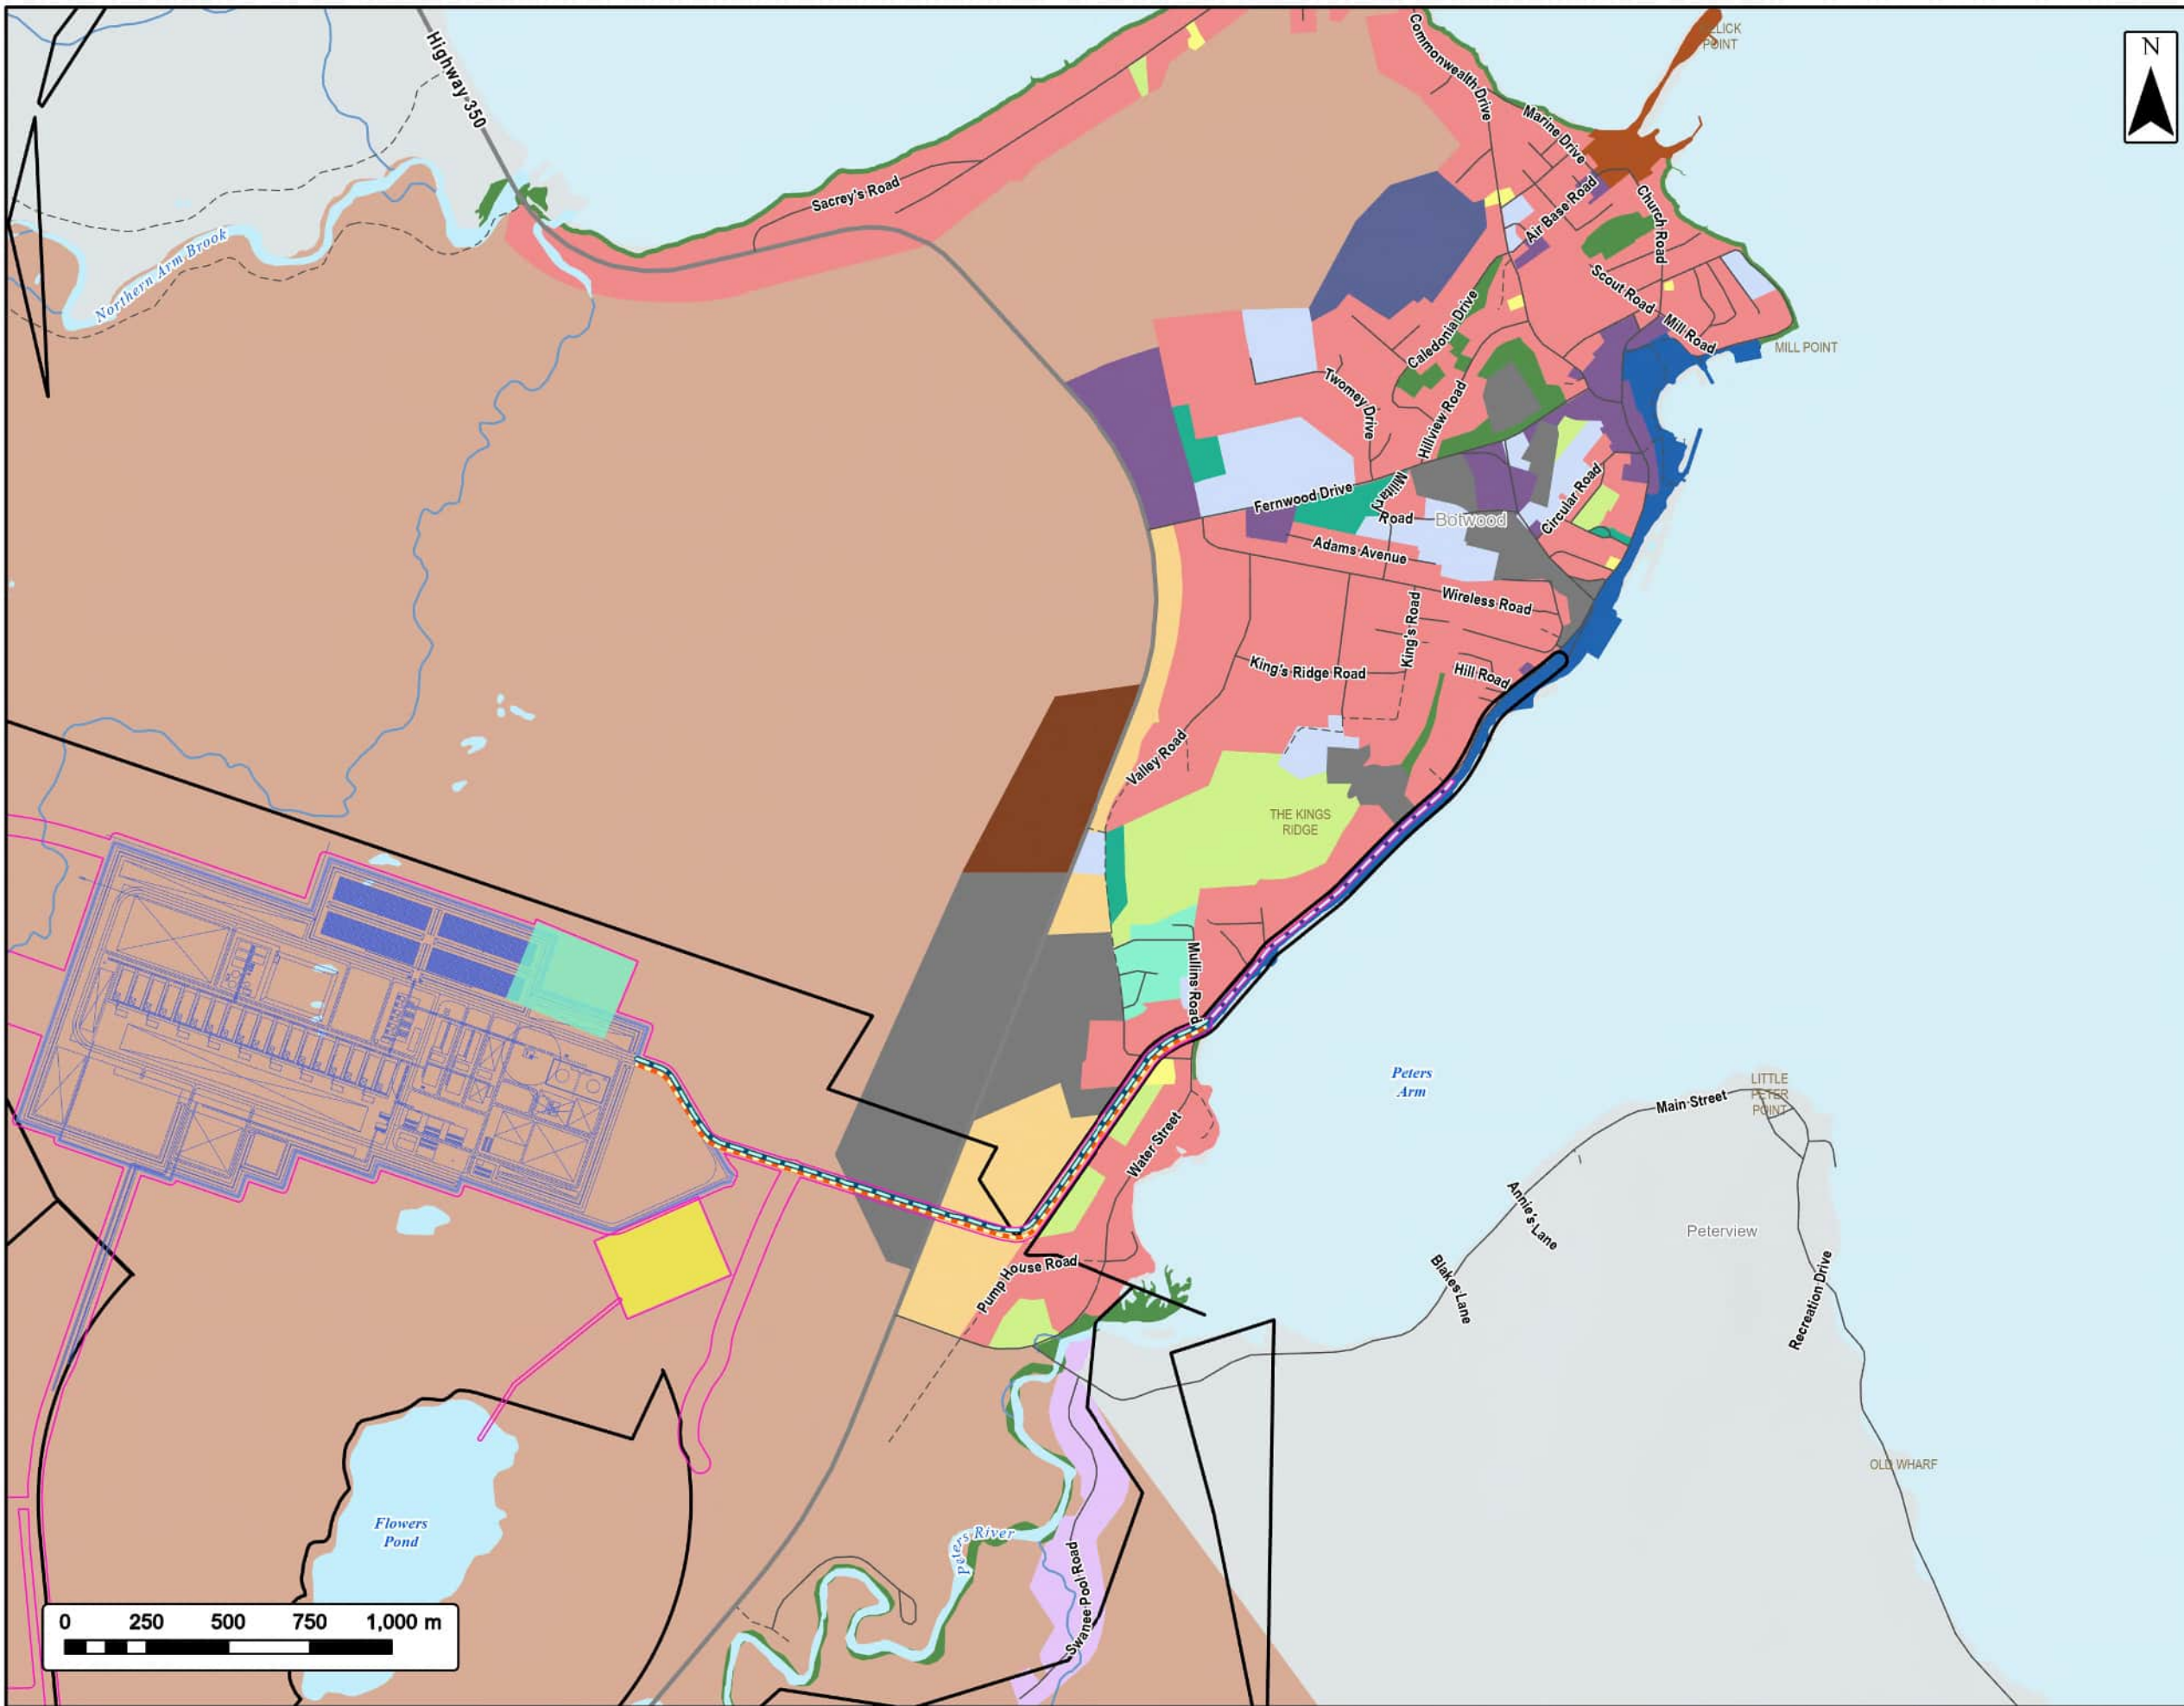 Highway 350
Commonwealth Drive
POINT
N
Marine Drive
Sacrey's Road
Air Base Road
Church Road
Northern Arm Brook
Scout Road
Mill Road
MILL POINT
Caledonia Drive
Twomey Drive
Hillview Road
Fernwood Drive
Military
Road
Botwood
Circular Road
Adams Avenue
Wireless Road
King's Road
King's Ridge Road
Hill Road
Valley Road
THE KINGS
RIDGE
Mullins Road
Peters
Arm
LITTLE
PETER
POINT
Main Street
Water Street
Annie's Lane
Peterview
Blakes Lane
Recreation Drive
Pump House Road
OLD WHARF
Flowers
Pond
Peters River
Swanee Pool Road
0 250 500 750 1,000 m